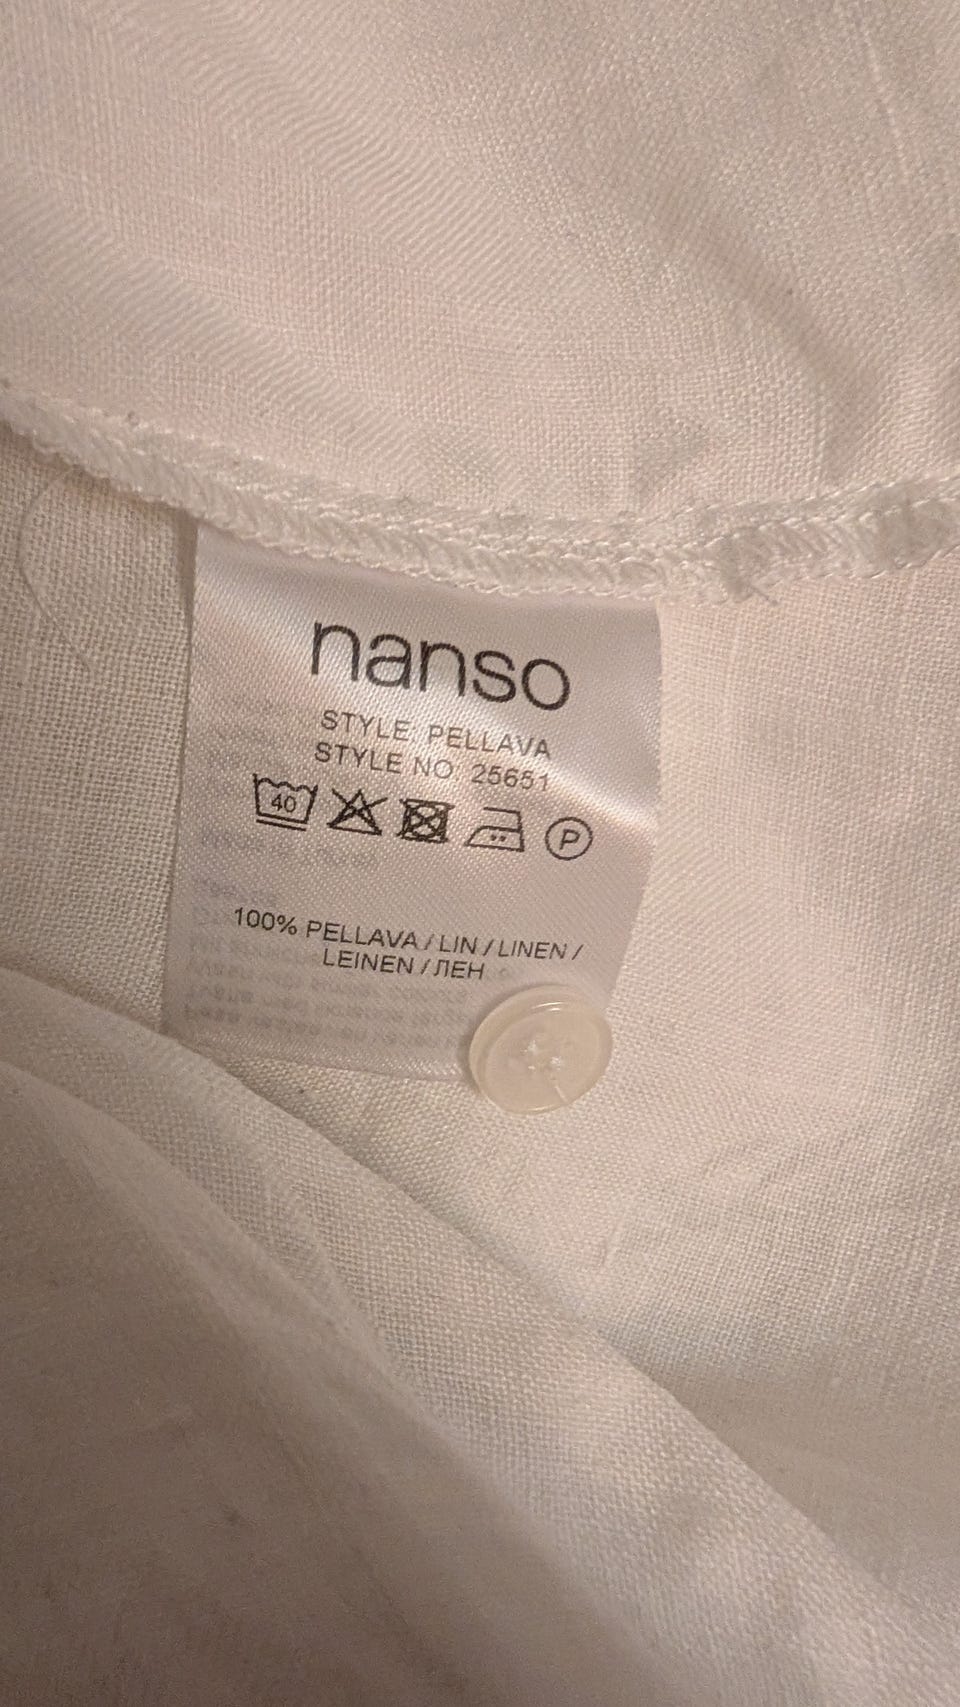 nanso
STYLE: PELLAVA
STYLE NO: 25651
40 P
100% PELLAVA / LIN / LINEN /
LEINEN / ЛЕН